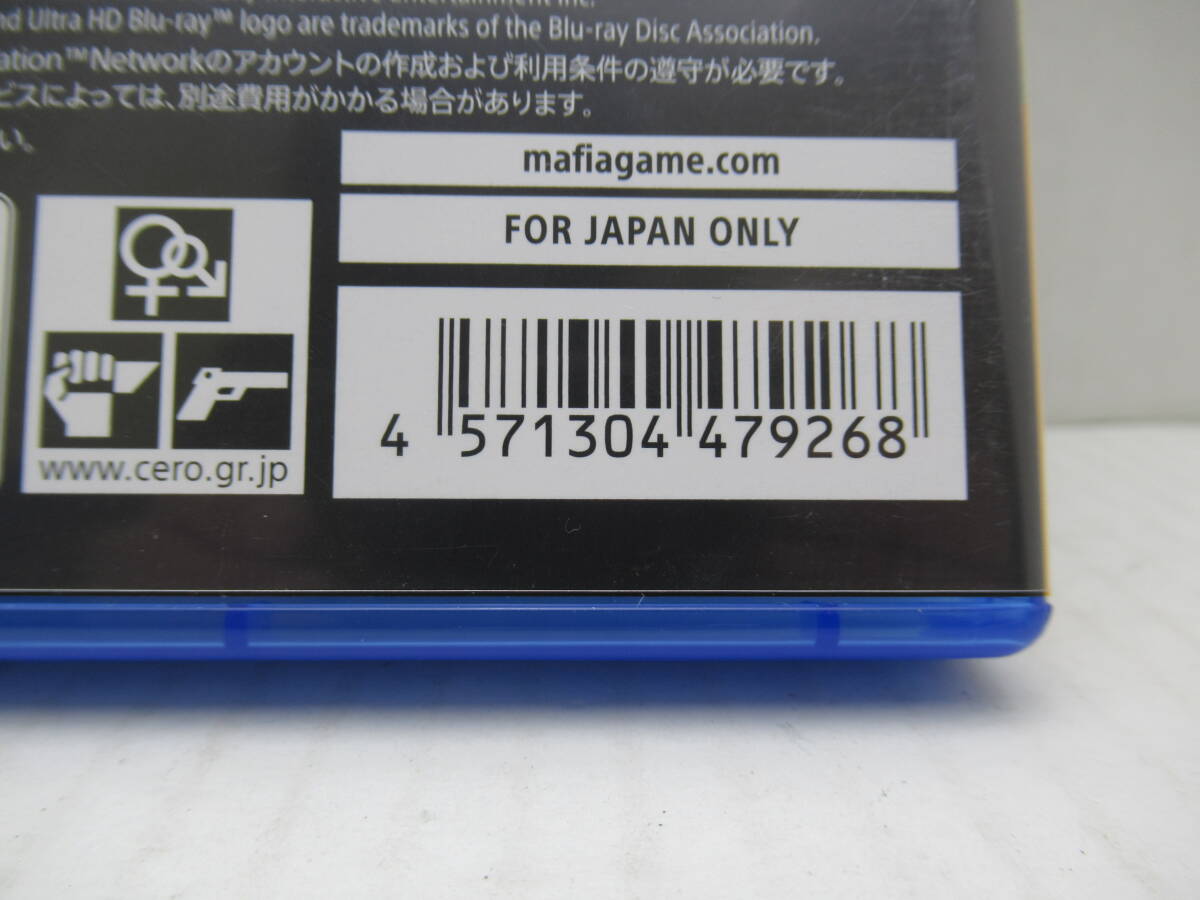 Interactive Entertainment Inc.
nd Ultra HD Blu-ray™ logo are trademarks of the Blu-ray Disc Association.
ation™Networkのアカウントの作成および利用条件の遵守が必要です。
ビスによっては、別途費用がかかる場合があります。
い。
mafiagame.com
FOR JAPAN ONLY
www.cero.gr.jp
4 571304 479268